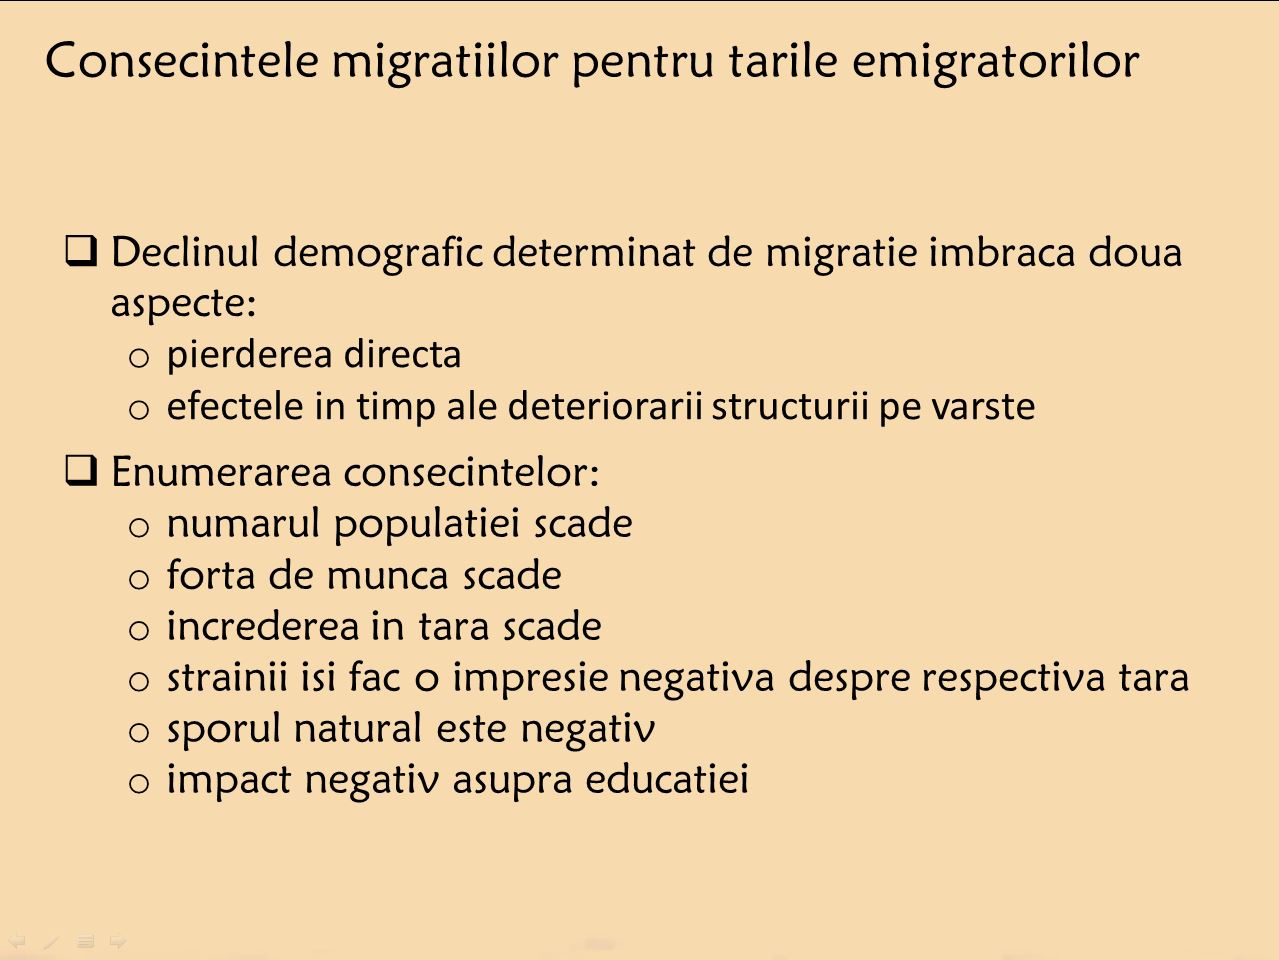 Consecintele migratiilor pentru tarile emigratorilor
Declinul demografic determinat de migratie imbraca doua
aspecte:
o pierderea directa
o efectele in timp ale deteriorarii structurii pe varste
Enumerarea consecintelor:
o numarul populatiei scade
o forta de munca scade
o increderea in tara scade
o strainii isi fac o impresie negativa despre respectiva tara
o sporul natural este negativ
o impact negativ asupra educatiei